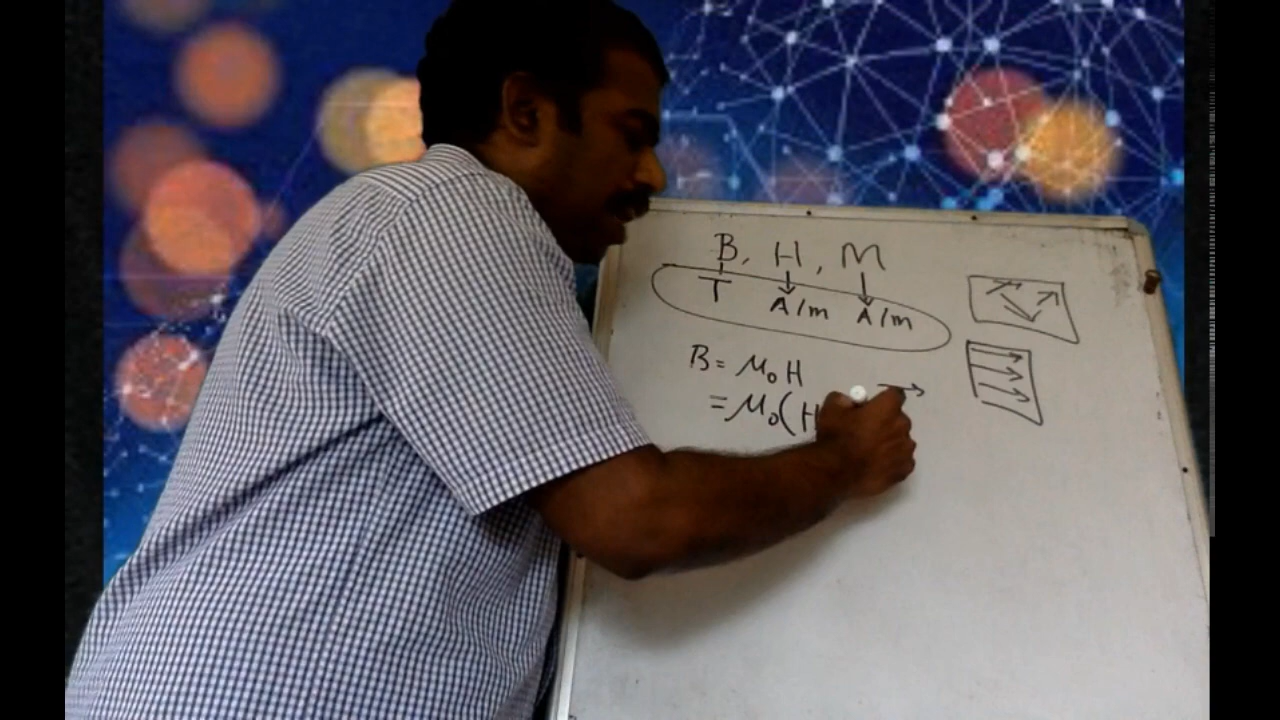 B, H, M
T A/m A/m
B = μ₀H
= μ₀(H